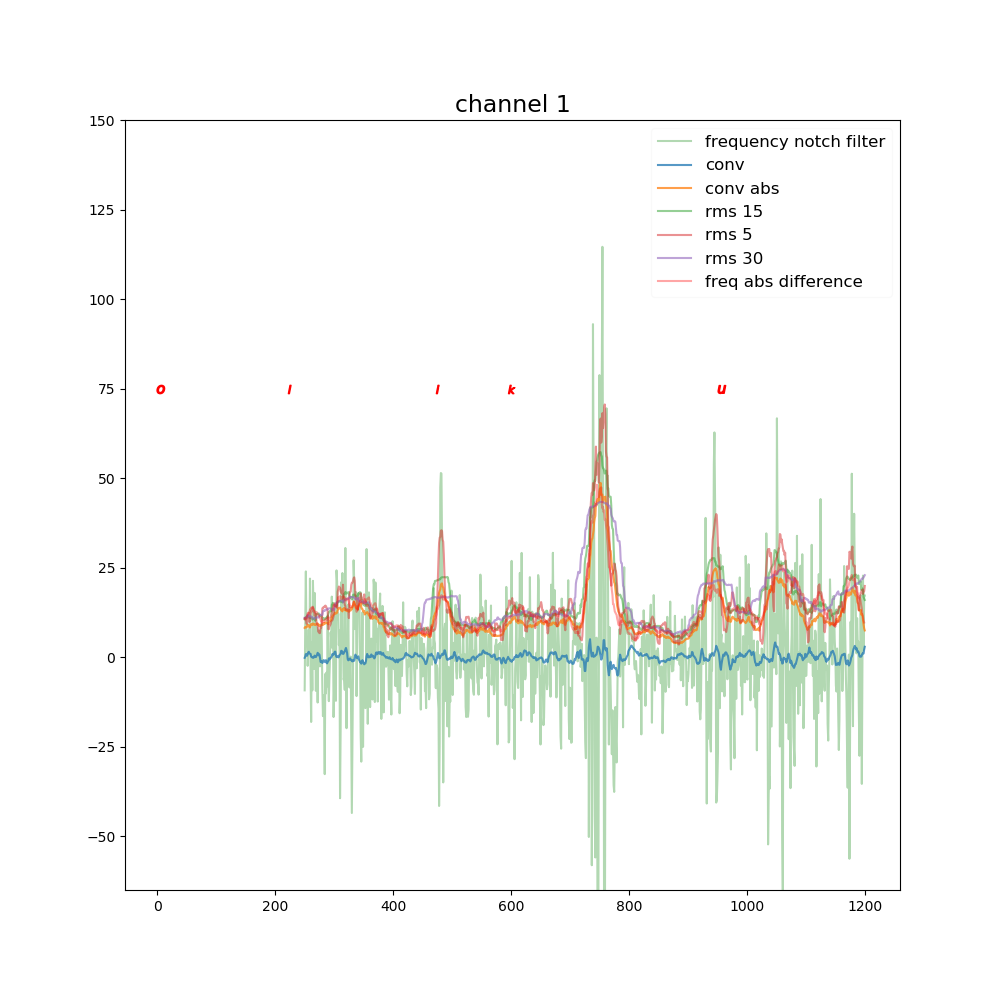 channel 1
150
125
100
75
50
25
0
−25
−50
frequency notch filter
conv
conv abs
rms 15
rms 5
rms 30
freq abs difference
o l l k u
0 200 400 600 800 1000 1200